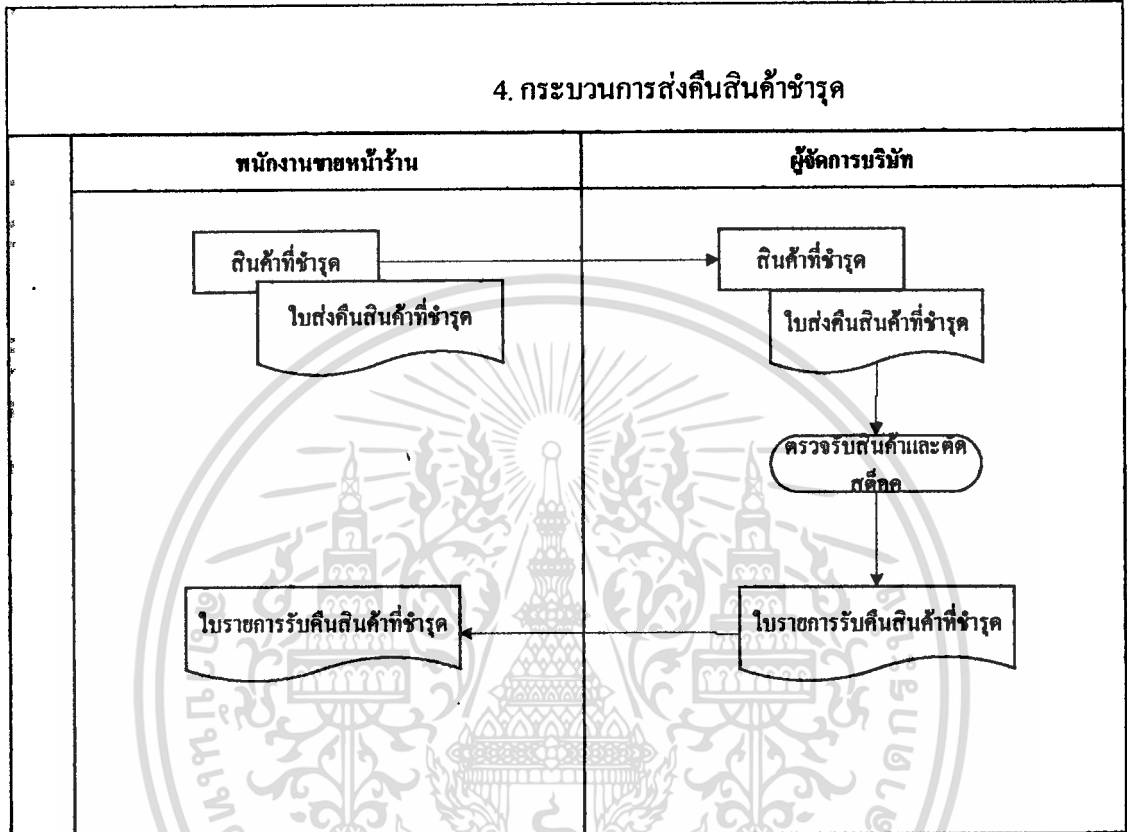 4. กระบวนการส่งคืนสินค้าชำรุด
พนักงานขายหน้าร้าน
ผู้จัดการบริษัท
สินค้าที่ชำรุด
สินค้าที่ชำรุด
ใบส่งคืนสินค้าที่ชำรุด
ใบส่งคืนสินค้าที่ชำรุด
ตรวจรับสินค้าและตัด
สต็อค
ใบรายการรับคืนสินค้าที่ชำรุด
ใบรายการรับคืนสินค้าที่ชำรุด